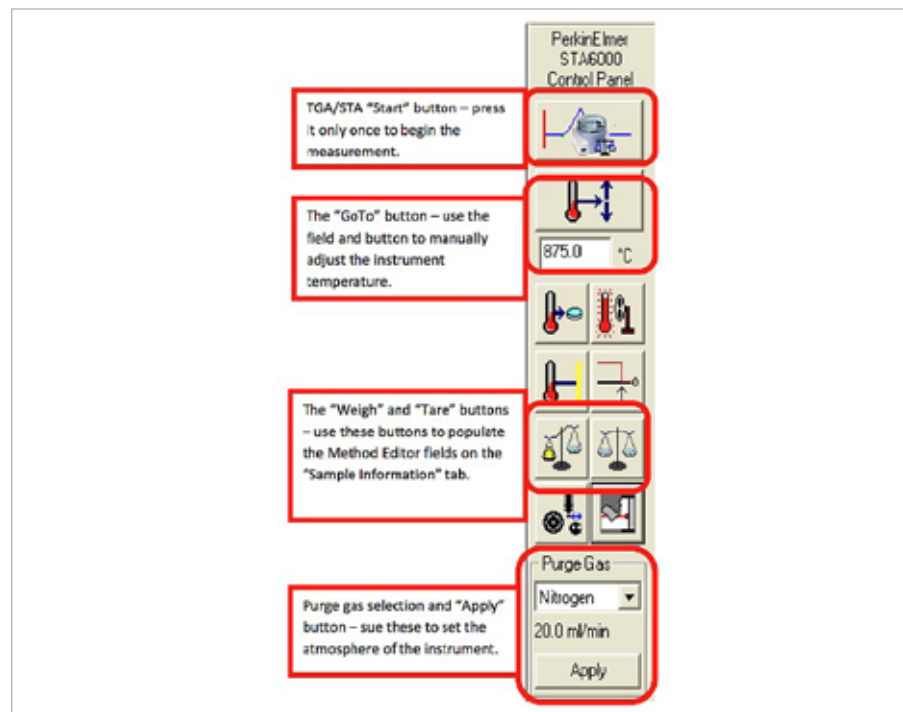 PerkinElmer
STA6000
Control Panel
TGA/STA “Start” button – press
it only once to begin the
measurement.
The “GoTo” button – use the
field and button to manually
adjust the instrument
temperature.
875.0 °C
The “Weigh” and “Tare” buttons
– use these buttons to populate
the Method Editor fields on the
“Sample Information” tab.
Purge gas selection and “Apply”
button – sue these to set the
atmosphere of the instrument.
Purge Gas
Nitrogen
20.0 ml/min
Apply